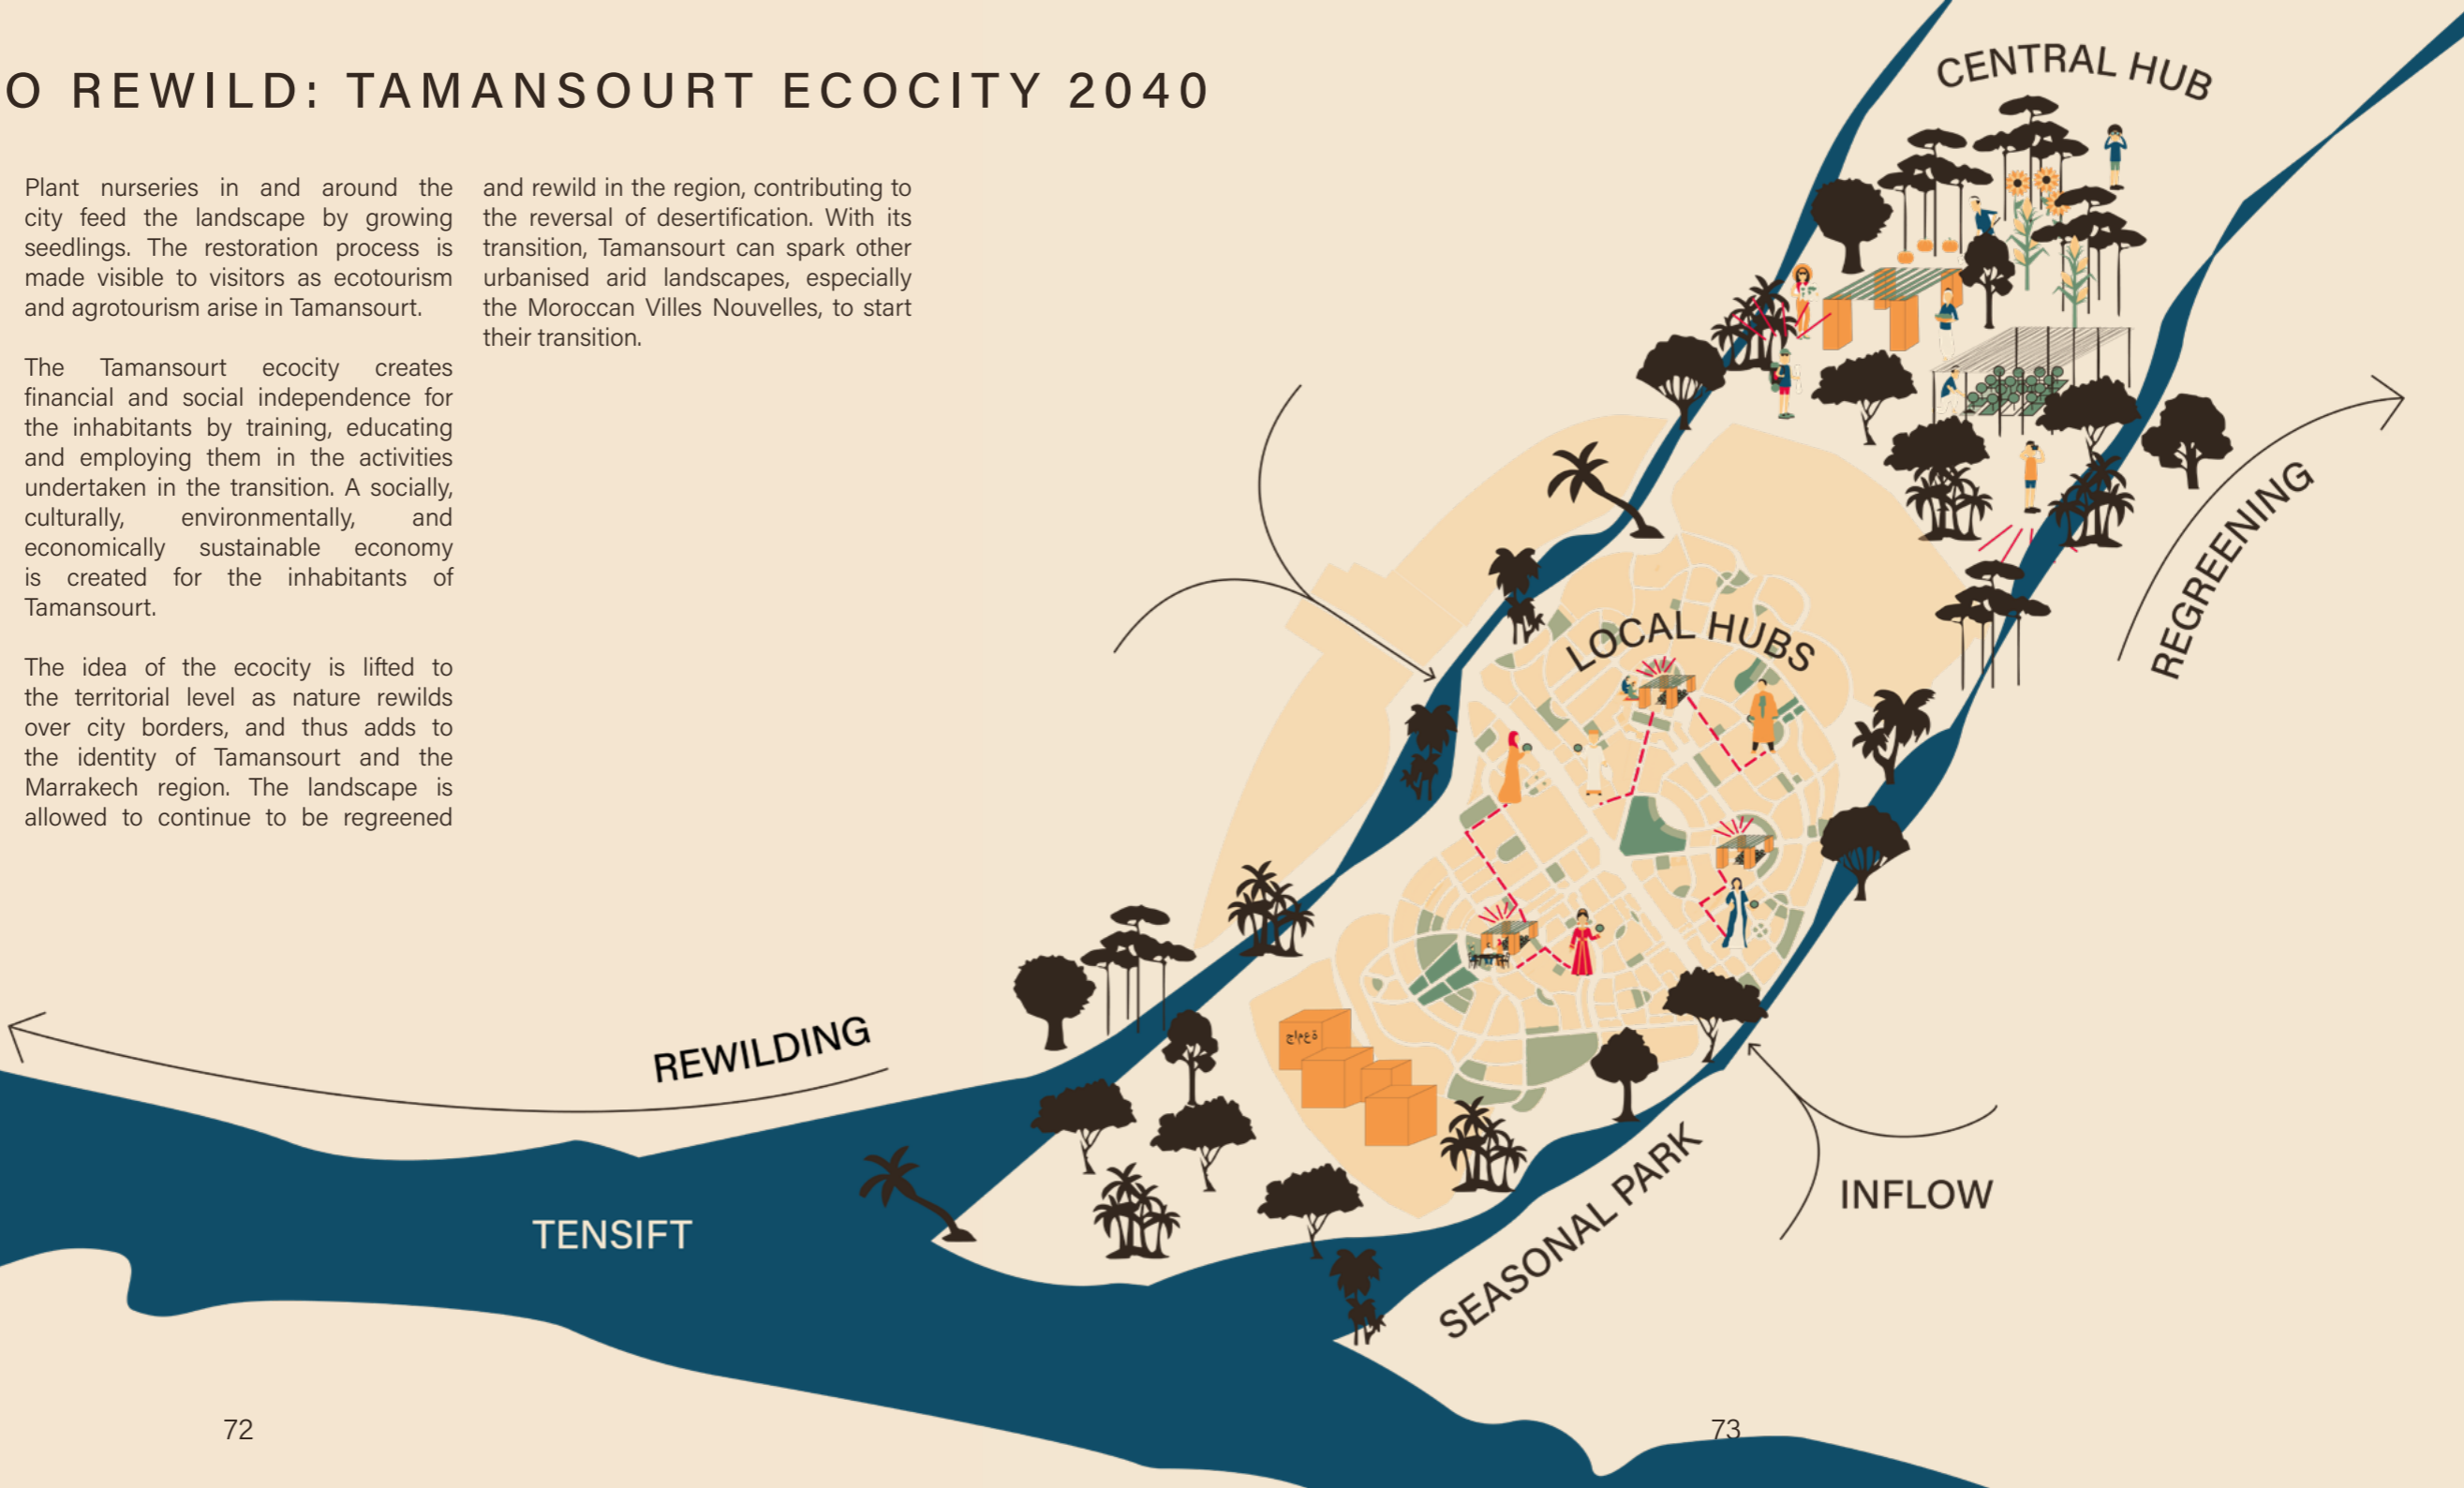 O REWILD: TAMANSOURT ECOCITY 2040
Plant nurseries in and around the
city feed the landscape by growing
seedlings. The restoration process is
made visible to visitors as ecotourism
and agrotourism arise in Tamansourt.
The Tamansourt ecocity creates
financial and social independence for
the inhabitants by training, educating
and employing them in the activities
undertaken in the transition. A socially,
culturally, environmentally, and
economically sustainable economy
is created for the inhabitants of
Tamansourt.
The idea of the ecocity is lifted to
the territorial level as nature rewilds
over city borders, and thus adds to
the identity of Tamansourt and the
Marrakech region. The landscape is
allowed to continue to be regreened
and rewild in the region, contributing to
the reversal of desertification. With its
transition, Tamansourt can spark other
urbanised arid landscapes, especially
the Moroccan Villes Nouvelles, to start
their transition.
CENTRAL HUB
REGREENING
LOCAL HUBS
REWILDING
TENSIFT
SEASONAL PARK
INFLOW
72
73